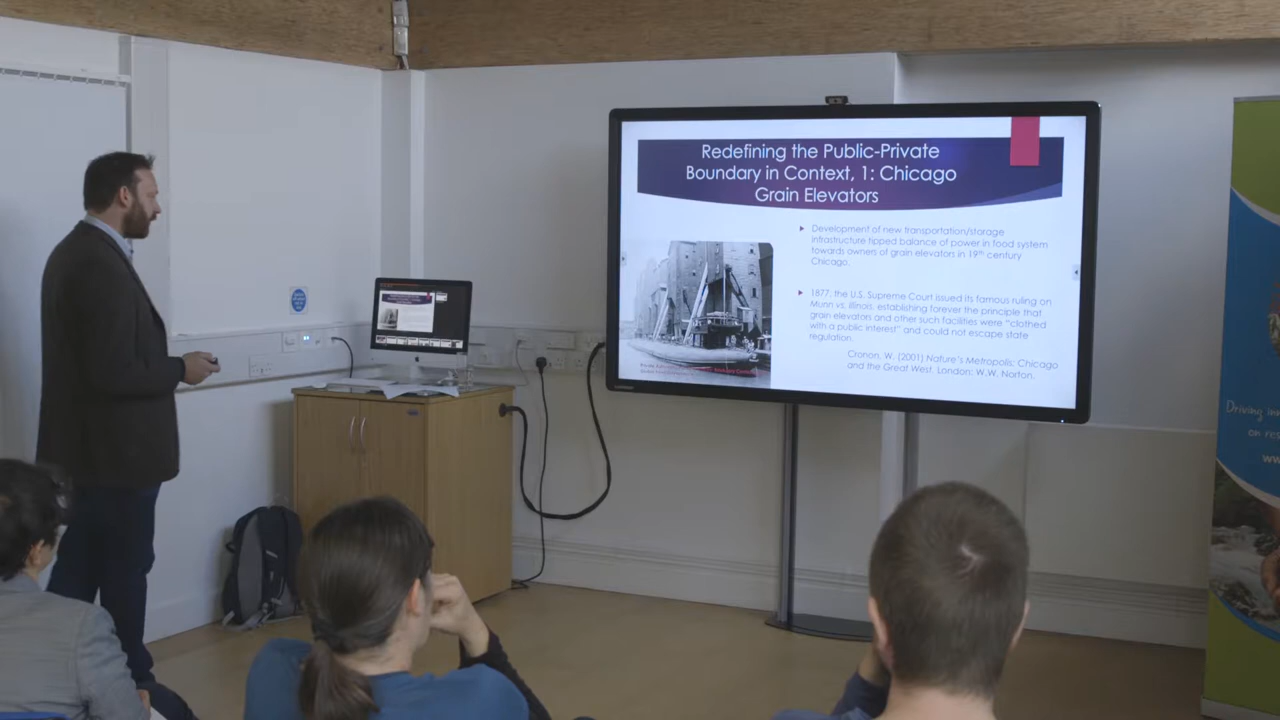 Redefining the Public-Private
Boundary in Context, 1: Chicago
Grain Elevators
Development of new transportation/storage
infrastructure tipped balance of power in food system
towards owners of grain elevators in 19th century
Chicago.
1877, the U.S. Supreme Court issued its famous ruling on
Munn vs. Illinois, establishing forever the principle that
grain elevators and other such facilities were “clothed
with a public interest” and could not escape state
regulation.
Cronon, W. (2001) Nature's Metropolis: Chicago
and the Great West. London: W.W. Norton.
Driving
on
ww